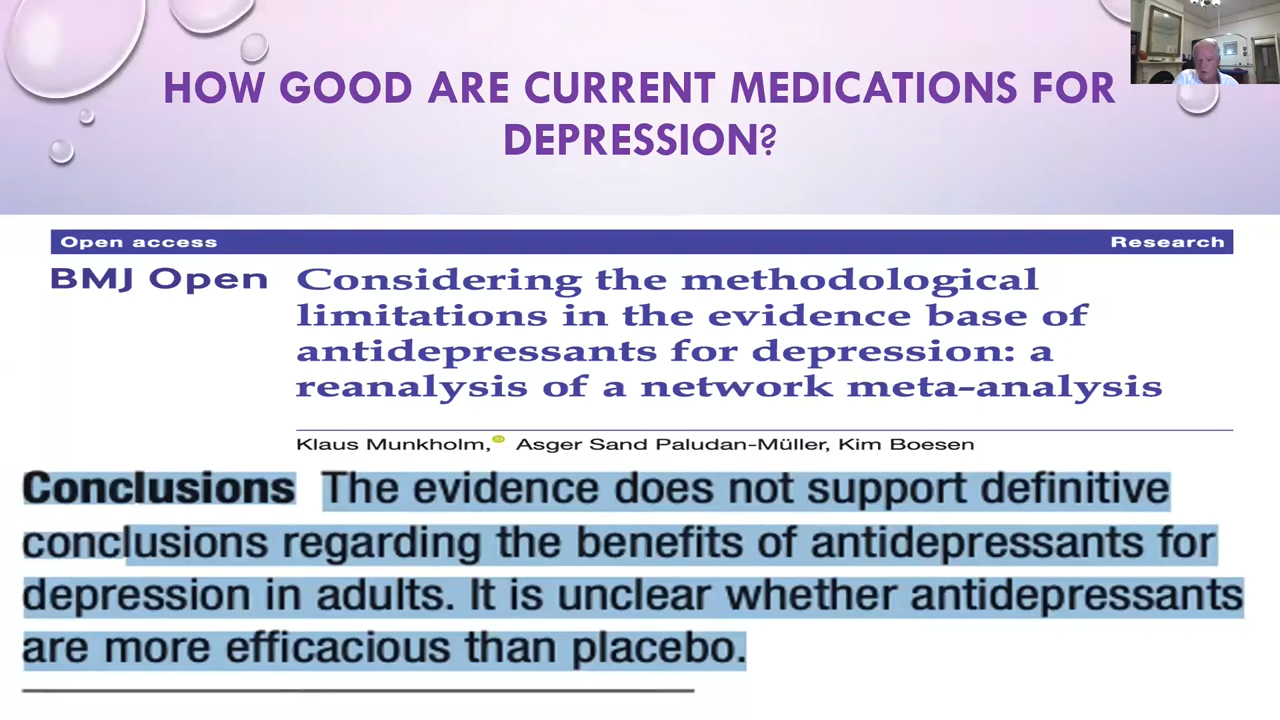 HOW GOOD ARE CURRENT MEDICATIONS FOR
DEPRESSION?
Open access
Research
BMJ Open
Considering the methodological
limitations in the evidence base of
antidepressants for depression: a
reanalysis of a network meta-analysis
Klaus Munkholm, Asger Sand Paludan-Müller, Kim Boesen
Conclusions The evidence does not support definitive
conclusions regarding the benefits of antidepressants for
depression in adults. It is unclear whether antidepressants
are more efficacious than placebo.